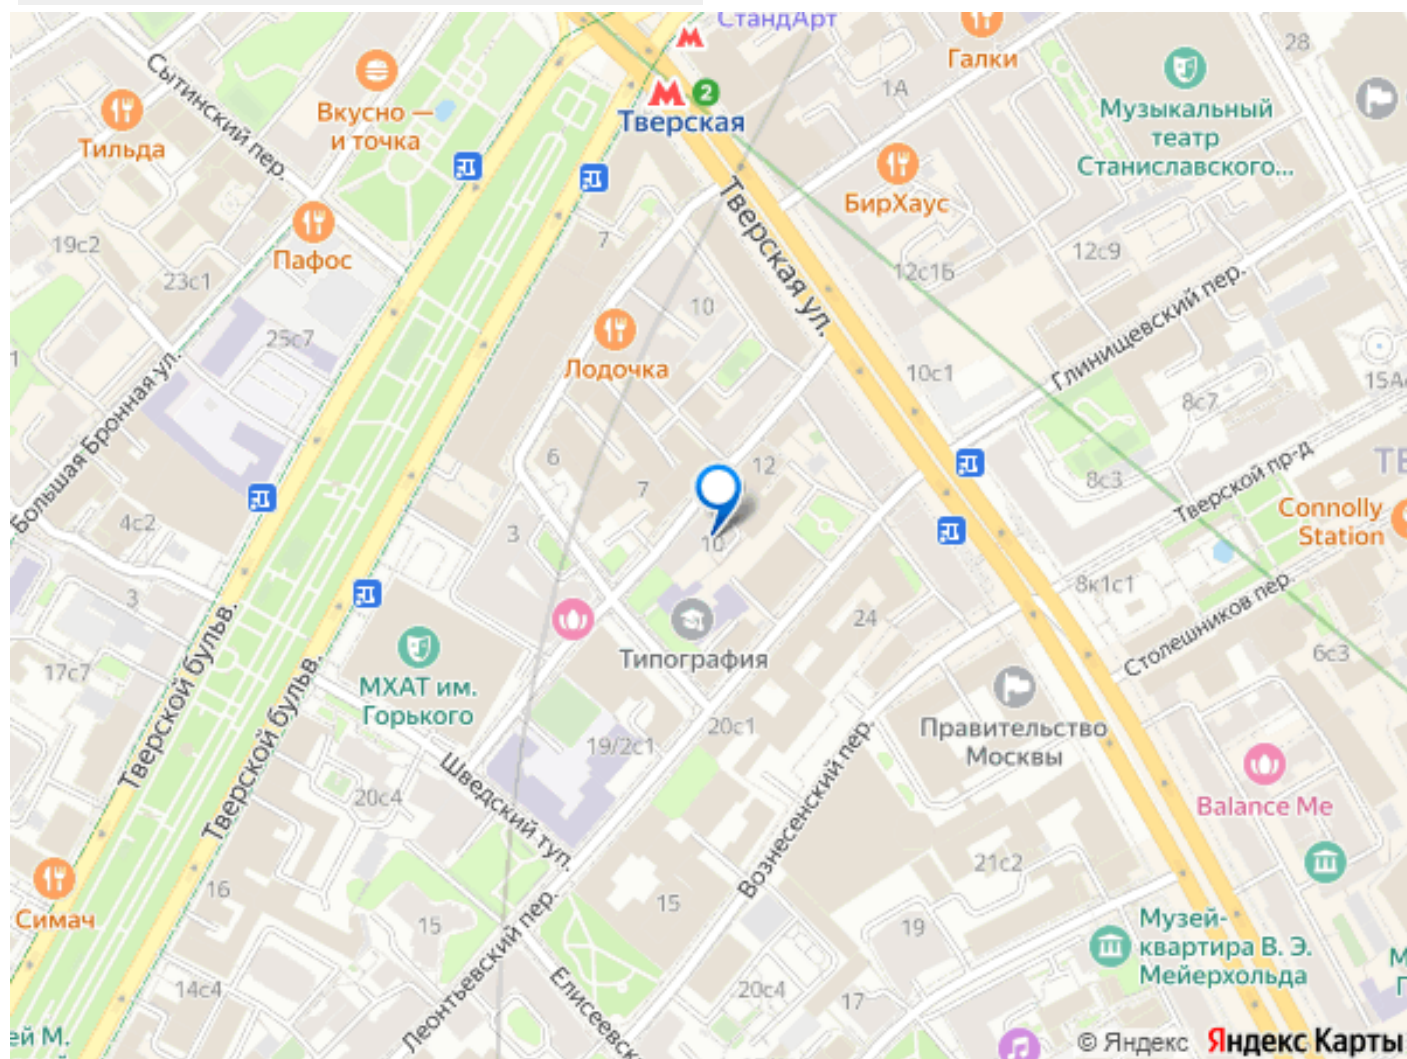 СтандАрт
Галки
28
Сытинский пер.
Вкусно —
и точка
Тильда
2
Тверская
1А
Музыкальный
театр
Станиславского...
БирХаус
Тверская ул.
19с2
Пафос
23с1
7
12с9
12с1Б
Глинищевский пер.
25с7
10
Лодочка
10с1
15А
8с7
Большая Бронная ул.
6
7
12
8с3
Тверской пр-д
Connolly
Station
4с2
3
10
8к1с1
Столешников пер.
3
Типография
24
6с3
17с7
МХАТ им.
Горького
Тверской бульв.
Тверской бульв.
19/2с1
20с1
Правительство
Москвы
Вознесенский пер.
Шведский туп.
20с4
Balance Me
21с2
Симач
16
15
15
19
Леонтьевский пер.
Елисеевск
Музей-
квартира В. Э.
Мейерхольда
14с4
20с4
17
ей М.
© Яндекс Яндекс Карты